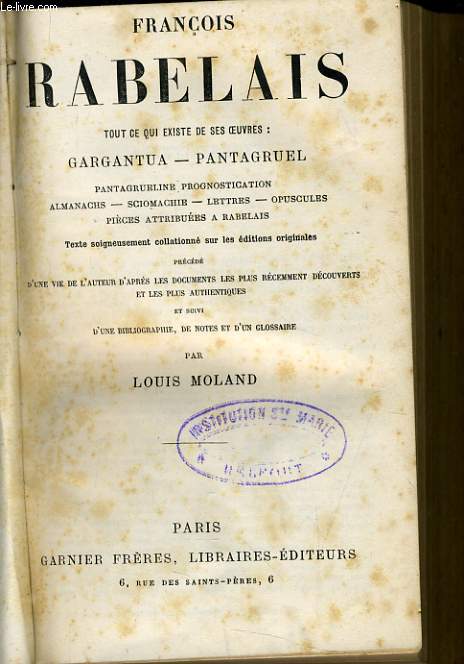 Le-livre.com
FRANÇOIS
RABELAIS
TOUT CE QUI EXISTE DE SES ŒUVRES :
GARGANTUA — PANTAGRUEL
PANTAGRUELINE PROGNOSTICATION
ALMANACHS — SCIOMACHIE — LETTRES — OPUSCULES
PIÈCES ATTRIBUÉES A RABELAIS
Texte soigneusement collationné sur les éditions originales
PRÉCÉDÉ
D'UNE VIE DE L'AUTEUR D'APRÈS LES DOCUMENTS LES PLUS RÉCEMMENT DÉCOUVERTS
ET LES PLUS AUTHENTIQUES
ET SUIVI
D'UNE BIBLIOGRAPHIE, DE NOTES ET D'UN GLOSSAIRE
PAR
LOUIS MOLAND
INSTITUTION Ste MARIE
BELFORT
PARIS
GARNIER FRÈRES, LIBRAIRES-ÉDITEURS
6, RUE DES SAINTS-PÈRES, 6